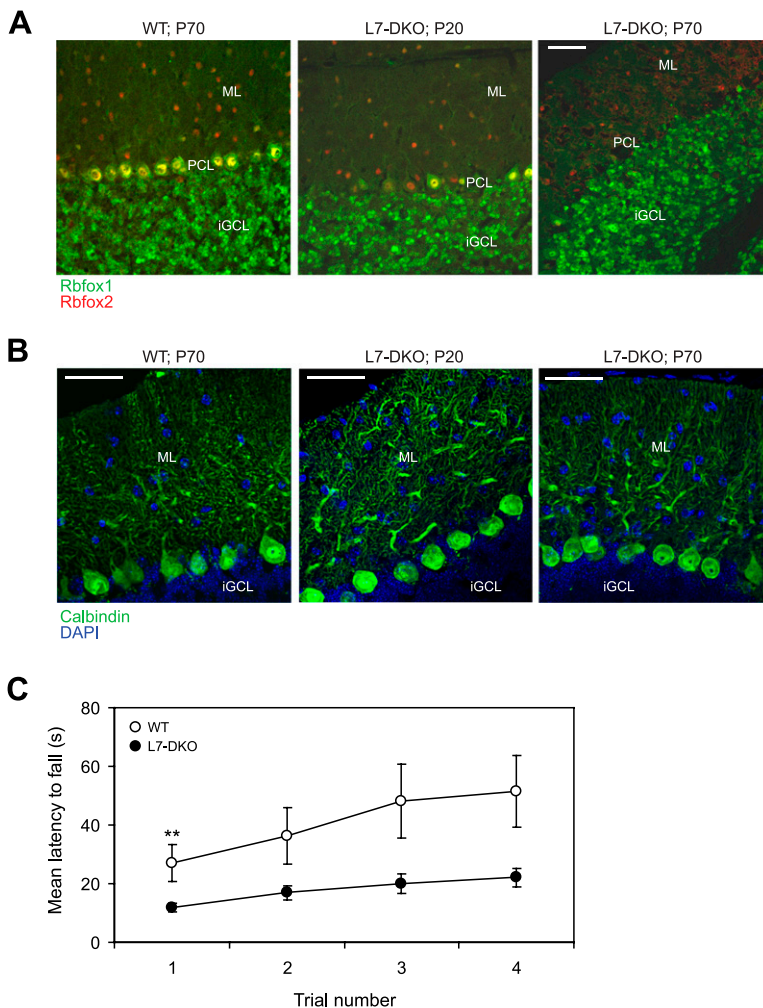 A
WT; P70
L7-DKO; P20
L7-DKO; P70
ML
PCL
iGCL
ML
PCL
iGCL
ML
PCL
iGCL
Rbfox1
Rbfox2
B
WT; P70
L7-DKO; P20
L7-DKO; P70
ML
iGCL
ML
iGCL
ML
iGCL
Calbindin
DAPI
C
Mean latency to fall (s)
80
60
40
20
0
WT
L7-DKO
**
1
2
3
4
Trial number